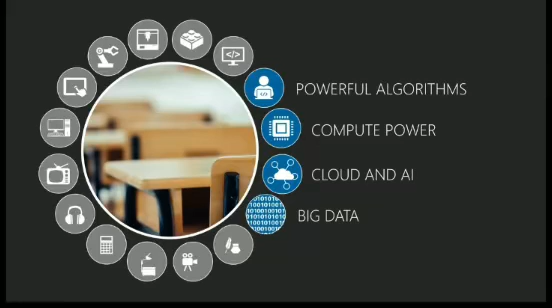 POWERFUL ALGORITHMS
COMPUTE POWER
CLOUD AND AI
BIG DATA